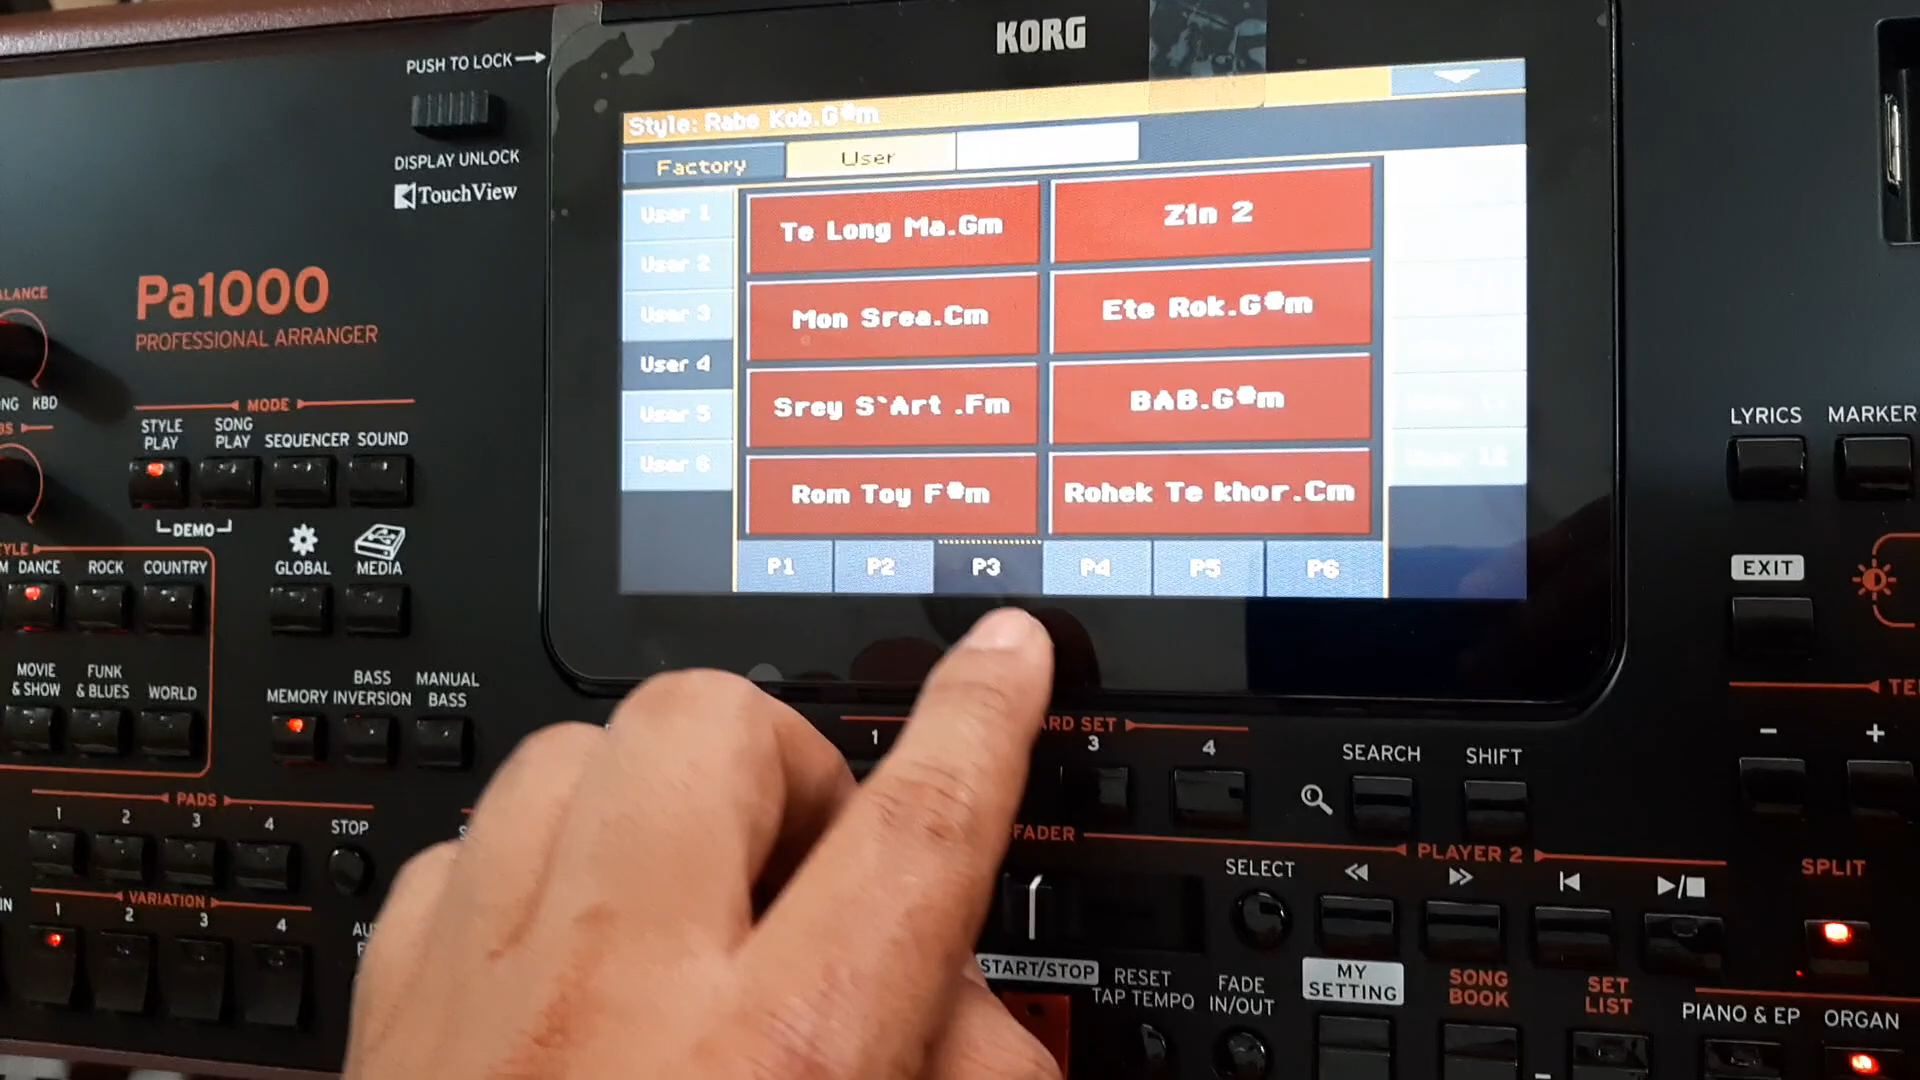 KORG
PUSH TO LOCK
DISPLAY UNLOCK
TouchView
Style: Rabe Kob.G#m
Factory
User
User 1
User 2
User 3
User 4
User 5
User 6
Te Long Ma.Gm
Zin 2
Mon Srea.Cm
Ete Rok.G#m
Srey S`Art .Fm
BAB.G#m
Rom Toy F#m
Rohek Te khor.Cm
P1
P2
P3
P4
P5
P6
Pa1000
PROFESSIONAL ARRANGER
KBD
MODE
STYLE PLAY
SONG PLAY
SEQUENCER
SOUND
DEMO
GLOBAL
MEDIA
DANCE
ROCK
COUNTRY
MOVIE & SHOW
FUNK & BLUES
WORLD
MEMORY
BASS INVERSION
MANUAL BASS
PADS
1
2
3
4
STOP
VARIATION
1
2
3
4
1
3
4
SEARCH
SHIFT
FADER
SELECT
PLAYER 2
START/STOP
RESET
TAP TEMPO
FADE IN/OUT
MY SETTING
SONG BOOK
SET LIST
PIANO & EP
ORGAN
SPLIT
LYRICS
MARKER
EXIT
-
+